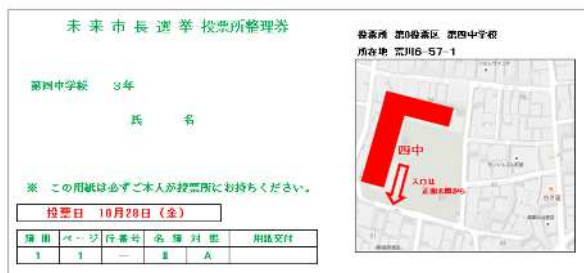 未来市長選挙 投票所整理券
第四中学校 3年
氏 名
※ この用紙は必ずご本人が投票所にお持ちください。
投票日 10月28日(金)
簿冊 ページ 行番号 名簿対照 用紙交付
1 1 ― Ⅱ A
投票所 第6投票区 第四中学校
所在地 荒川6-57-1
四中
入口は
正面玄関から